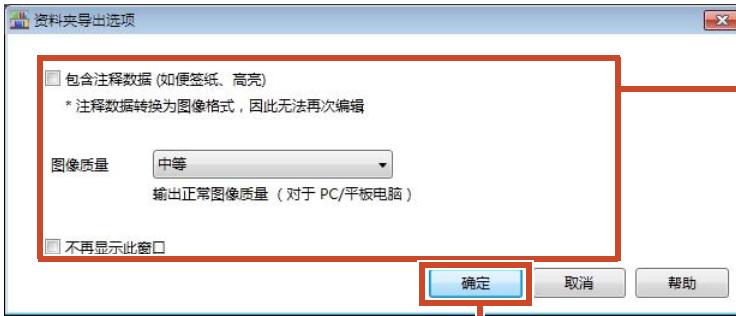 资料夹导出选项
包含注释数据 (如便签纸、高亮)
* 注释数据转换为图像格式，因此无法再次编辑
图像质量 中等
输出正常图像质量 ( 对于 PC/平板电脑 )
不再显示此窗口
确定 取消 帮助